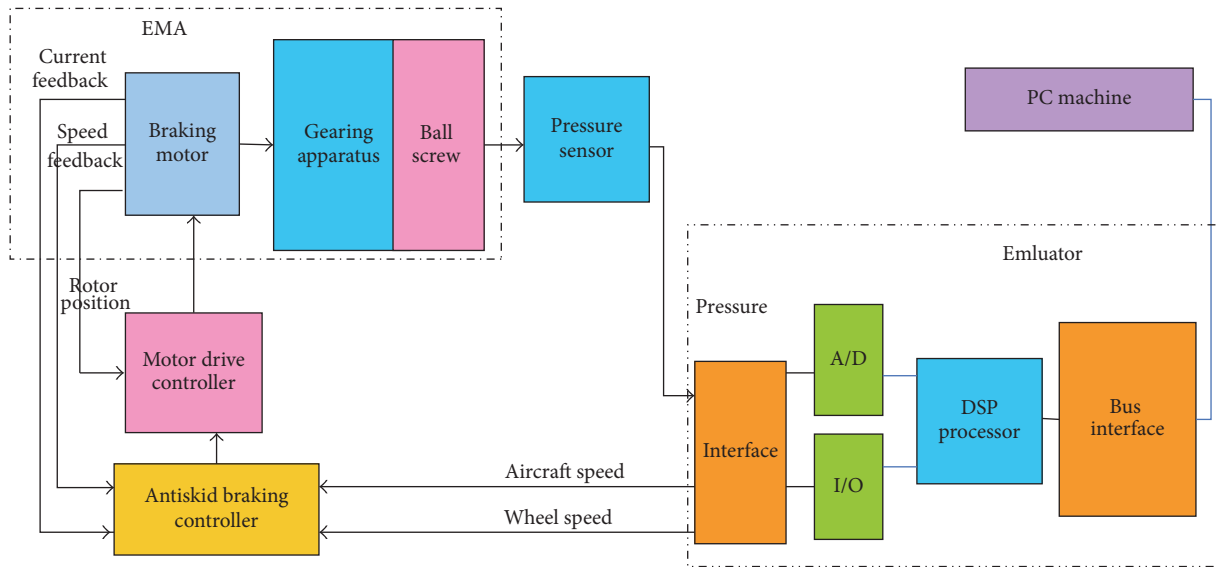 EMA
Current
feedback
Speed
feedback
Braking
motor
Gearing
apparatus
Ball
screw
Pressure
sensor
PC machine
Rotor
position
Motor drive
controller
Antiskid braking
controller
Aircraft speed
Wheel speed
Emluator
Pressure
Interface
A/D
I/O
DSP
processor
Bus
interface